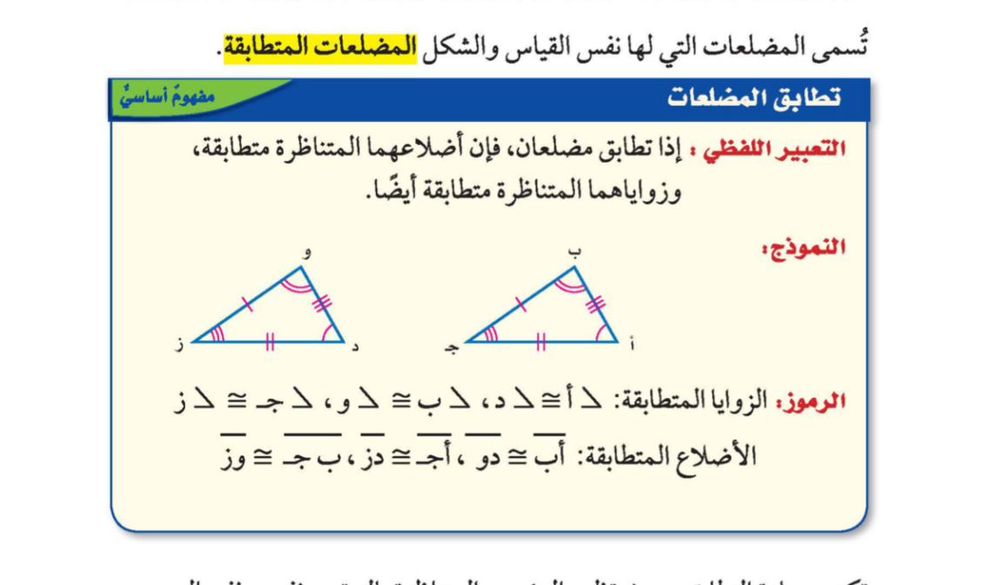 تُسمى المضلعات التي لها نفس القياس والشكل المضلعات المتطابقة.
تطابق المضلعات
مفهومٌ أساسيٌّ
التعبير اللفظي : إذا تطابق مضلعان، فإن أضلاعهما المتناظرة متطابقة،
وزواياهما المتناظرة متطابقة أيضًا.
النموذج:
ب
أ
جـ
و
د
ز
الرموز: الزوايا المتطابقة: ∠ أ ≅ ∠ د، ∠ ب ≅ ∠ و، ∠ جـ ≅ ∠ ز
الأضلاع المتطابقة: أب ≅ دو ، أجـ ≅ دز ، ب جـ ≅ وز